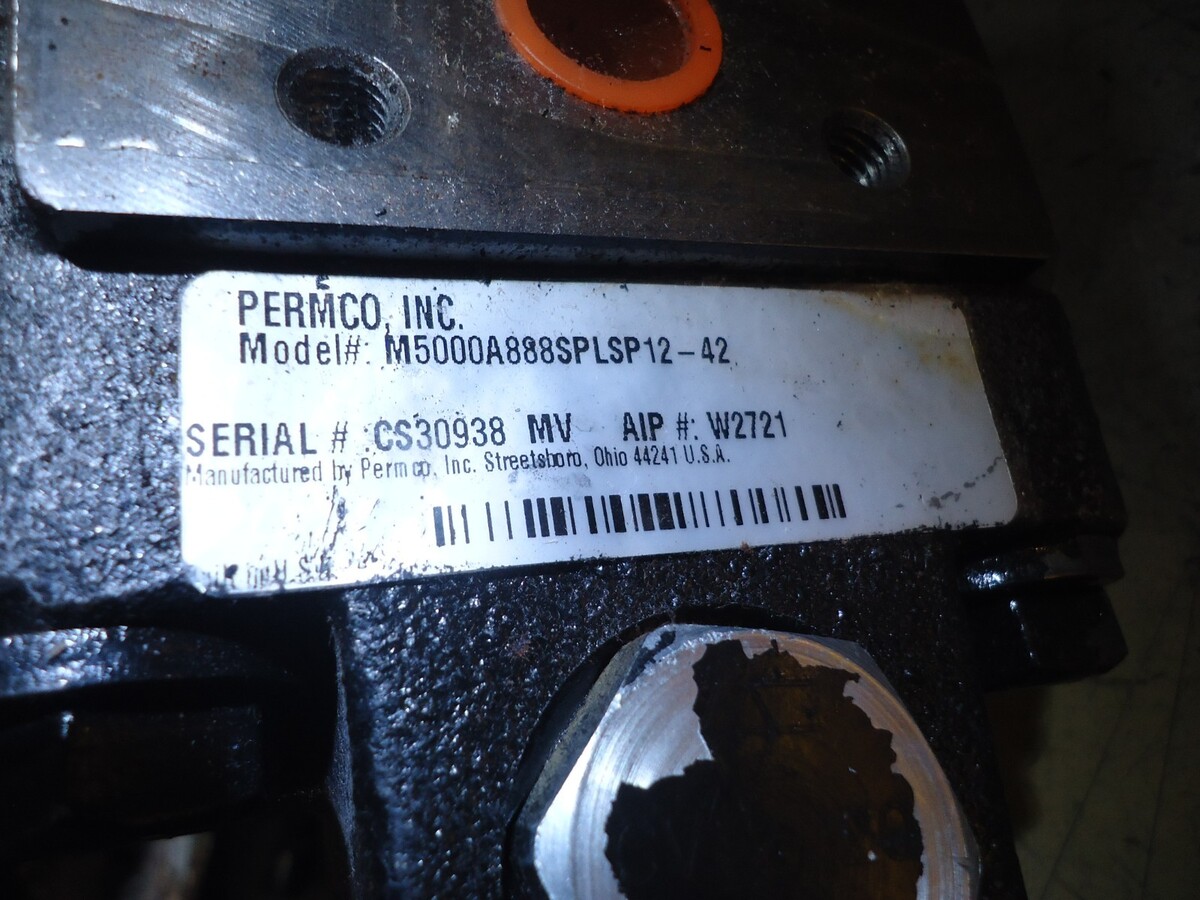 PERMCO, INC.
Model#: M5000A888SPLSP12-42
SERIAL # :CS30938 MV AIP #: W2721
Manufactured by Permco, Inc. Streetsboro, Ohio 44241 U.S.A.